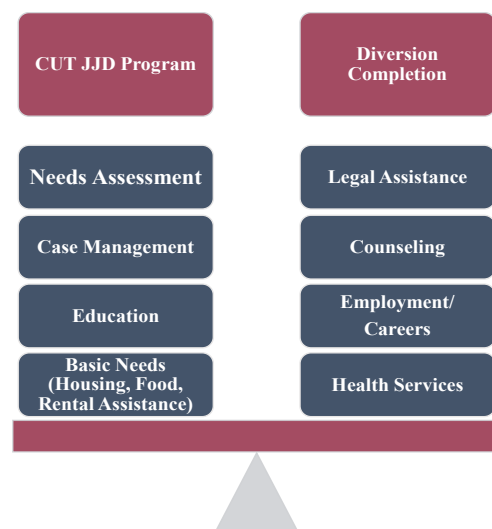 CUT JJD Program
Diversion
Completion
Needs Assessment
Legal Assistance
Case Management
Counseling
Education
Employment/
Careers
Basic Needs
(Housing, Food,
Rental Assistance)
Health Services